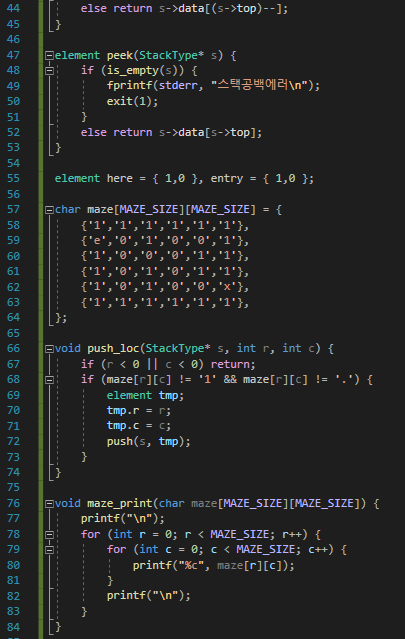 44 else return s->data[(s->top)--];
45 }
46
47 element peek(StackType* s) {
48 if (is_empty(s)) {
49 fprintf(stderr, "스택공백에러\n");
50 exit(1);
51 }
52 else return s->data[s->top];
53 }
54
55 element here = { 1,0 }, entry = { 1,0 };
56
57 char maze[MAZE_SIZE][MAZE_SIZE] = {
58 {'1','1','1','1','1','1'},
59 {'e','0','1','0','0','1'},
60 {'1','0','0','0','1','1'},
61 {'1','0','1','0','1','1'},
62 {'1','0','1','0','0','x'},
63 {'1','1','1','1','1','1'},
64 };
65
66 void push_loc(StackType* s, int r, int c) {
67 if (r < 0 || c < 0) return;
68 if (maze[r][c] != '1' && maze[r][c] != '.') {
69 element tmp;
70 tmp.r = r;
71 tmp.c = c;
72 push(s, tmp);
73 }
74 }
75
76 void maze_print(char maze[MAZE_SIZE][MAZE_SIZE]) {
77 printf("\n");
78 for (int r = 0; r < MAZE_SIZE; r++) {
79 for (int c = 0; c < MAZE_SIZE; c++) {
80 printf("%c", maze[r][c]);
81 }
82 printf("\n");
83 }
84 }